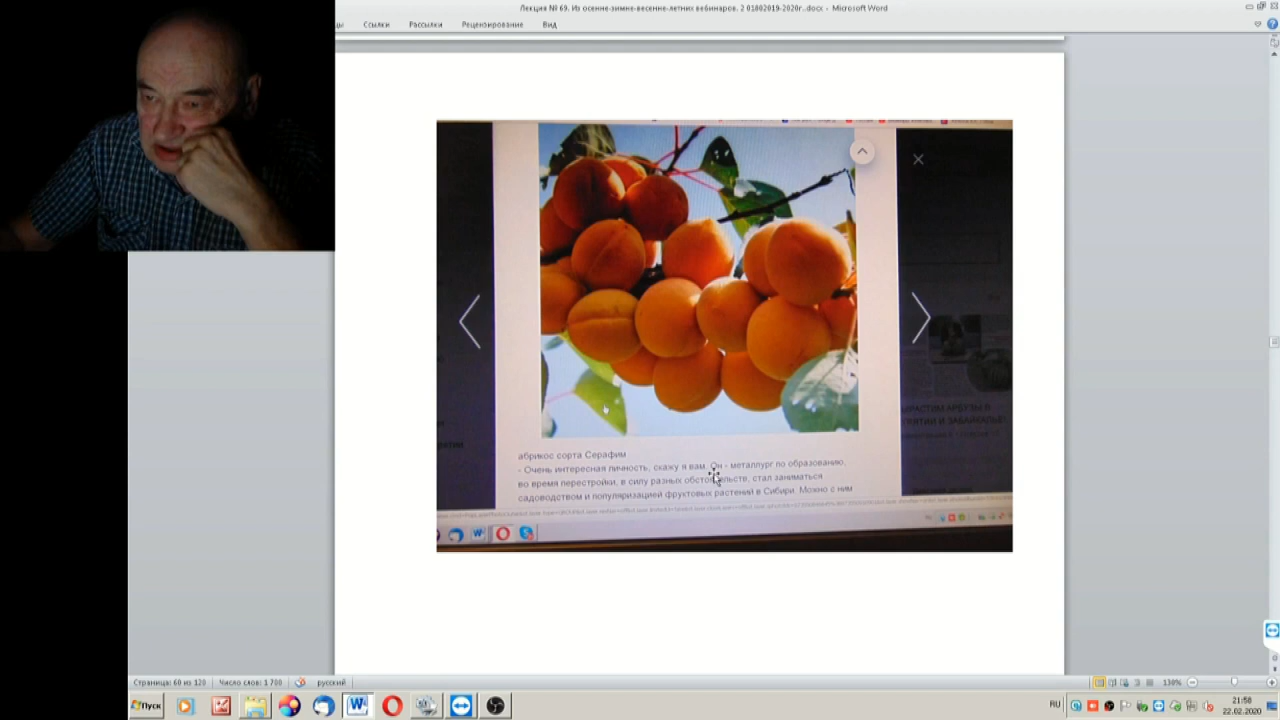 Лекция № 69. Из осенне-зимне-весенне-летних вебинаров. 2 01802019-2020г..docx - Microsoft Word
Ссылки Рассылки Рецензирование Вид
абрикос сорта Серафим
- Очень интересная личность, скажу я вам. Он - металлург по образованию,
во время перестройки, в силу разных обстоятельств, стал заниматься
садоводством и популяризацией фруктовых растений в Сибири. Можно с ним
Страница: 60 из 120 Число слов: 1 700 русский 130%
Пуск RU 21:58
22.02.2020